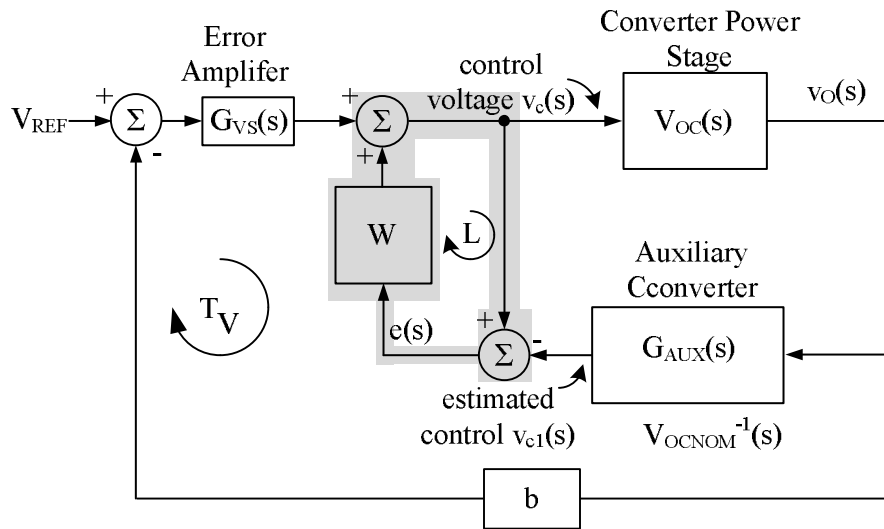 Error
Amplifer
Converter Power
Stage
control
voltage v_c(s)
v_O(s)
V_REF
+
Σ
-
G_VS(s)
+
Σ
+
V_OC(s)
W
L
Auxiliary
Cconverter
T_V
e(s)
+
Σ
-
G_AUX(s)
estimated
control v_c1(s)
V_OCNOM^-1(s)
b